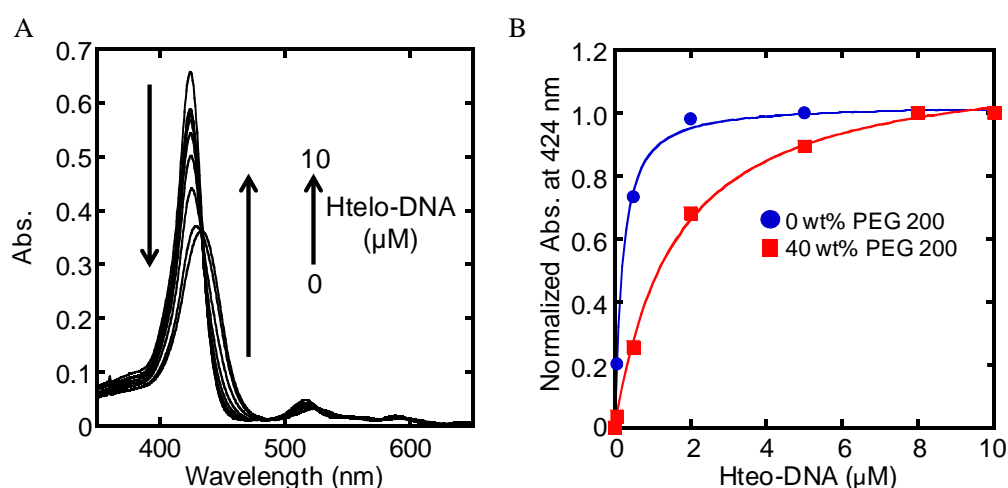 A
0.7
0.6
0.5
0.4
0.3
0.2
0.1
0
Abs.
400
500
600
Wavelength (nm)
10
Htelo-DNA
(μM)
0
B
1.2
1.0
0.8
0.6
0.4
0.2
0
Normalized Abs. at 424 nm
0 wt% PEG 200
40 wt% PEG 200
0
2
4
6
8
10
Hteo-DNA (μM)